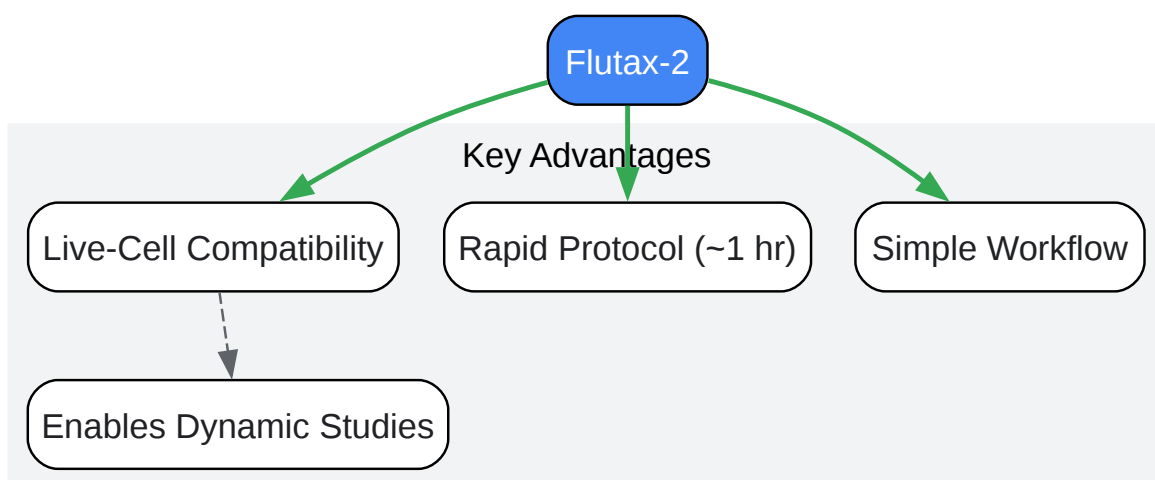 Flutax-2
Key Advantages
Live-Cell Compatibility
Rapid Protocol (~1 hr)
Simple Workflow
Enables Dynamic Studies